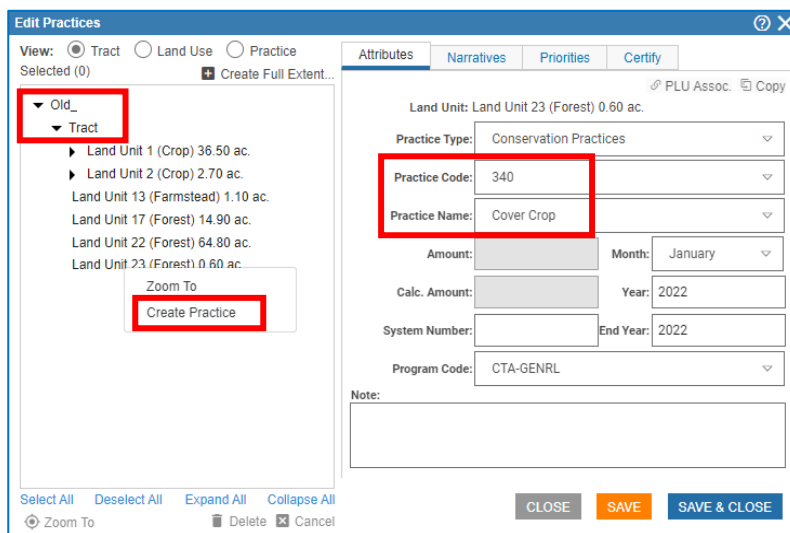 Edit Practices
View: Tract Land Use Practice
Selected (0) Create Full Extent...
Old_
Tract
Land Unit 1 (Crop) 36.50 ac.
Land Unit 2 (Crop) 2.70 ac.
Land Unit 13 (Farmstead) 1.10 ac.
Land Unit 17 (Forest) 14.90 ac.
Land Unit 22 (Forest) 64.80 ac.
Land Unit 23 (Forest) 0.60 ac.
Zoom To
Create Practice
Select All Deselect All Expand All Collapse All
Zoom To Delete Cancel
Attributes Narratives Priorities Certify
PLU Assoc. Copy
Land Unit: Land Unit 23 (Forest) 0.60 ac.
Practice Type: Conservation Practices
Practice Code: 340
Practice Name: Cover Crop
Amount: Month: January
Calc. Amount: Year: 2022
System Number: End Year: 2022
Program Code: CTA-GENRL
Note:
CLOSE SAVE SAVE & CLOSE